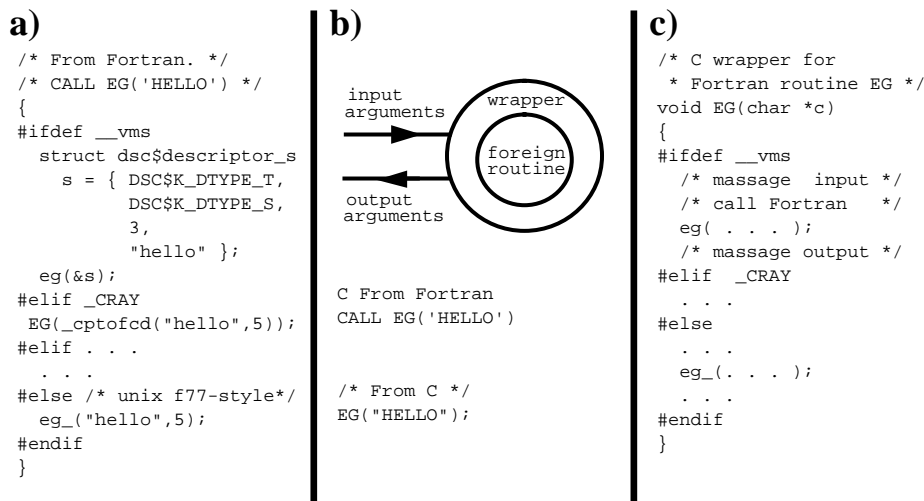 a)
/* From Fortran. */
/* CALL EG('HELLO') */
{
#ifdef __vms
struct dsc$descriptor_s
s = { DSC$K_DTYPE_T,
DSC$K_DTYPE_S,
3,
"hello" };
eg(&s);
#elif _CRAY
EG(_cptofcd("hello",5));
#elif . . .
. . .
#else /* unix f77-style*/
eg_("hello",5);
#endif
}
b)
input
arguments
wrapper
foreign
routine
output
arguments
C From Fortran
CALL EG('HELLO')
/* From C */
EG("HELLO");
c)
/* C wrapper for
* Fortran routine EG */
void EG(char *c)
{
#ifdef __vms
/* massage  input */
/* call Fortran   */
eg( . . . );
/* massage output */
#elif  _CRAY
. . .
#else
. . .
eg_(. . . );
. . .
#endif
}